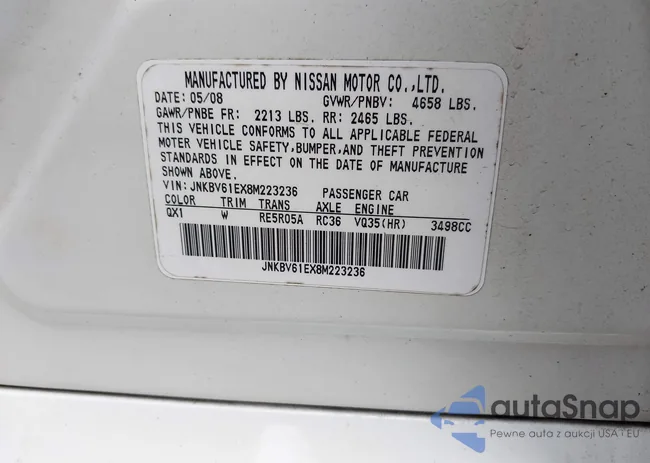 MANUFACTURED BY NISSAN MOTOR CO.,LTD.
DATE: 05/08 GVWR/PNBV: 4658 LBS.
GAWR/PNBE FR: 2213 LBS. RR: 2465 LBS.
THIS VEHICLE CONFORMS TO ALL APPLICABLE FEDERAL
MOTER VEHICLE SAFETY,BUMPER,AND THEFT PREVENTION
STANDARDS IN EFFECT ON THE DATE OF MANUFACTURE
SHOWN ABOVE.
VIN: JNKBV61EX8M223236 PASSENGER CAR
COLOR TRIM TRANS AXLE ENGINE
QX1 W RE5R05A RC36 VQ35(HR) 3498CC
JNKBV61EX8M223236
autaSnap
Pewne auta z aukcji USA i EU